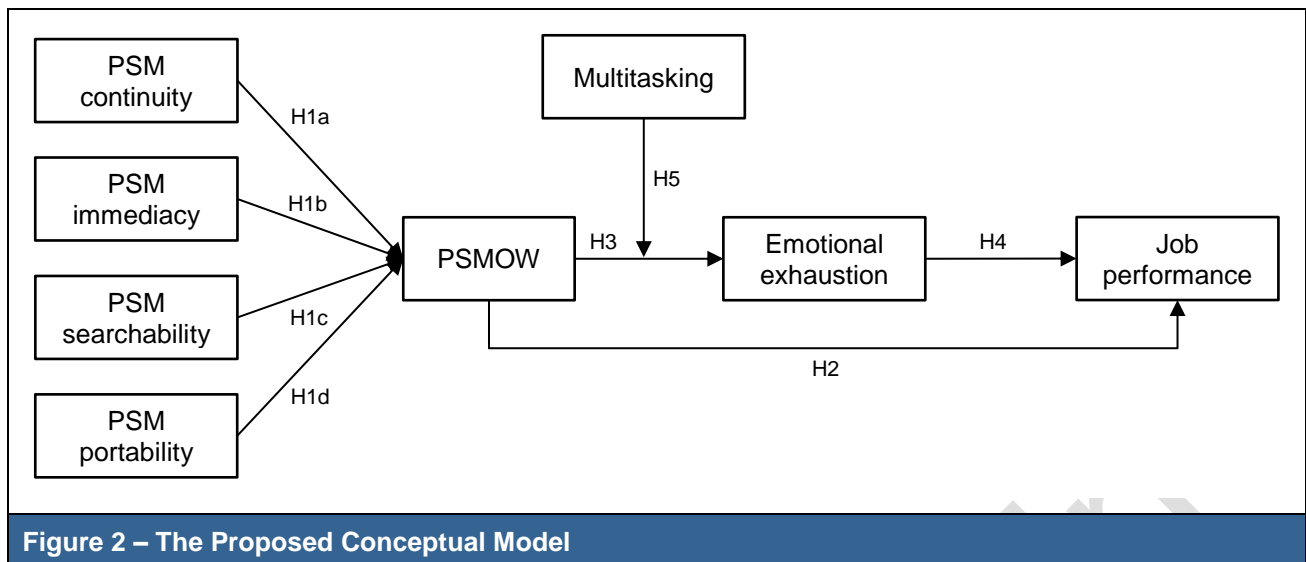 PSM
continuity
Multitasking
H1a
H5
PSM
immediacy
H1b
PSMOW
H3
Emotional
exhaustion
H4
Job
performance
PSM
searchability
H1c
H2
PSM
portability
H1d
Figure 2 – The Proposed Conceptual Model